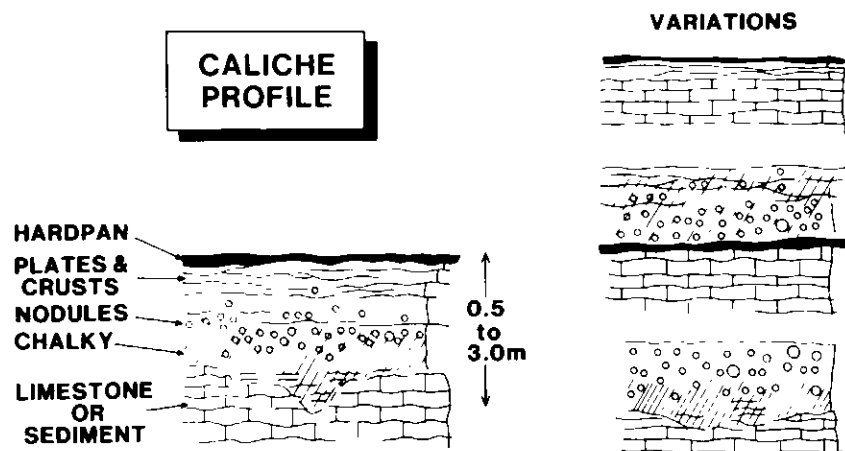 VARIATIONS
CALICHE
PROFILE
HARDPAN
PLATES &
CRUSTS
NODULES
CHALKY
LIMESTONE
OR
SEDIMENT
0.5
to
3.0m